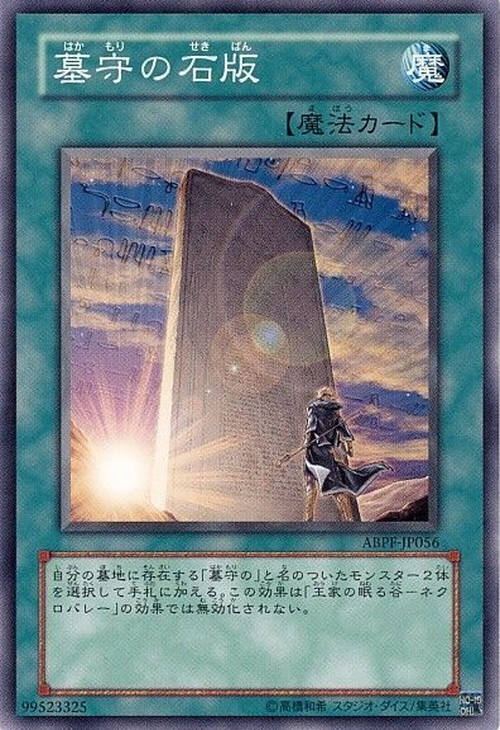 墓守の石版
魔
【魔法カード】
ABPF-JP056
自分の墓地に存在する「墓守の」と名のついたモンスター２体
を選択して手札に加える。この効果は「王家の眠る谷－ネク
ロバレー」の効果では無効化されない。
99523325
©高橋和希 スタジオ・ダイス/集英社